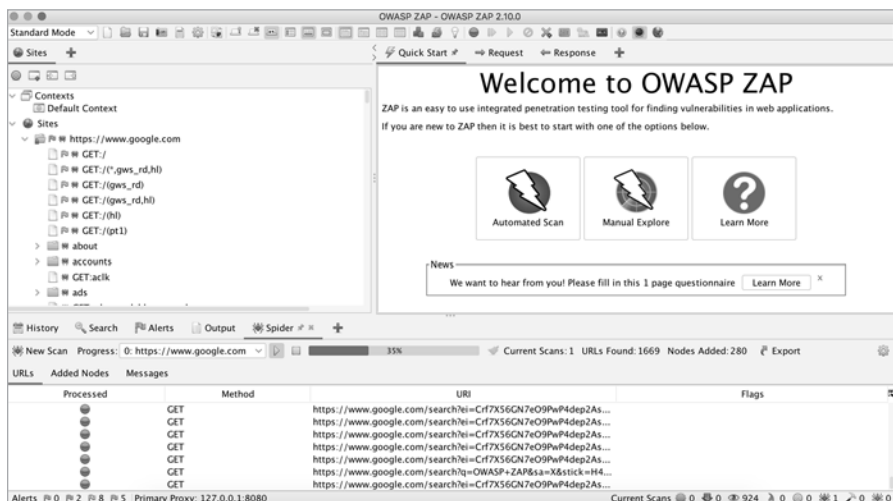 OWASP ZAP - OWASP ZAP 2.10.0
Standard Mode
Sites
Quick Start
Request
Response
Contexts
Default Context
Sites
https://www.google.com
GET:/
GET:/(*,gws_rd,hl)
GET:/(gws_rd)
GET:/(gws_rd,hl)
GET:/(hl)
GET:/(pt1)
about
accounts
GET:aclk
ads
Welcome to OWASP ZAP
ZAP is an easy to use integrated penetration testing tool for finding vulnerabilities in web applications.
If you are new to ZAP then it is best to start with one of the options below.
Automated Scan
Manual Explore
Learn More
News
We want to hear from you! Please fill in this 1 page questionnaire Learn More x
History Search Alerts Output Spider
New Scan Progress: 0: https://www.google.com 35% Current Scans: 1 URLs Found: 1669 Nodes Added: 280 Export
URLs Added Nodes Messages
Processed Method URI Flags
GET https://www.google.com/search?ei=Crf7X56GN7eO9PwP4dep2As...
GET https://www.google.com/search?ei=Crf7X56GN7eO9PwP4dep2As...
GET https://www.google.com/search?ei=Crf7X56GN7eO9PwP4dep2As...
GET https://www.google.com/search?ei=Crf7X56GN7eO9PwP4dep2As...
GET https://www.google.com/search?q=OWASP+ZAP&sa=X&stick=H4...
GET https://www.google.com/search?ei=Crf7X56GN7eO9PwP4dep2As...
Alerts 0 2 8 5 Primary Proxy: 127.0.0.1:8080 Current Scans 0 0 924 0 0 1 0 0